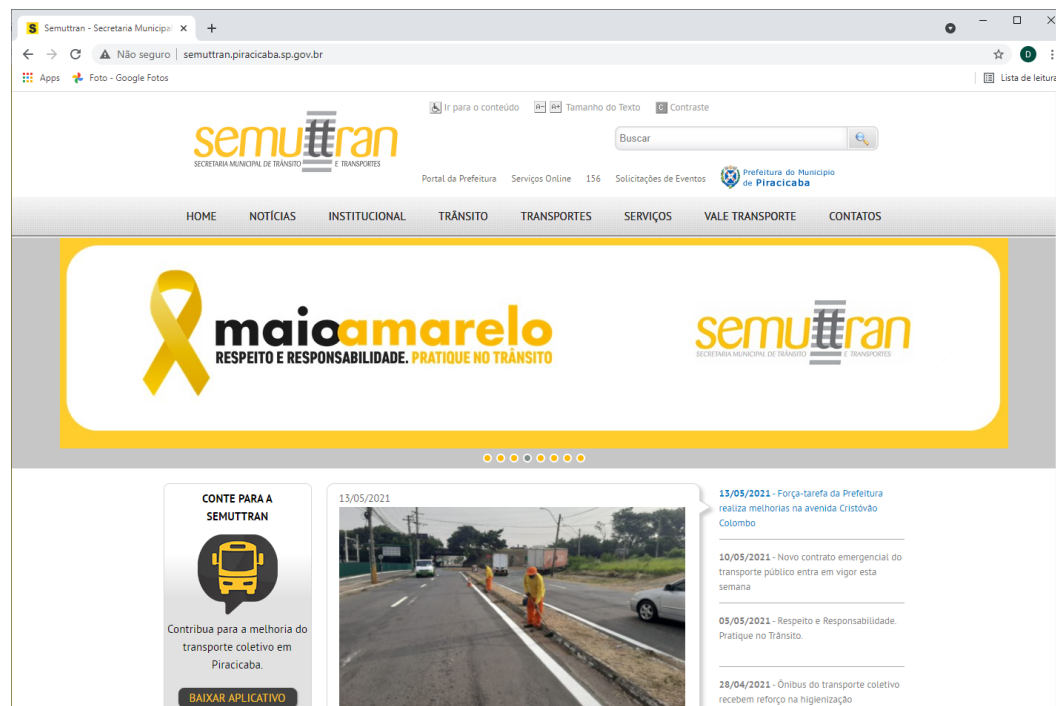 Semuttran - Secretaria Municipal
Não seguro
semuttran.piracicaba.sp.gov.br
D
Apps
Foto - Google Fotos
Lista de leitura
Ir para o conteúdo
A- A+ Tamanho do Texto
C Contraste
semuttran
SECRETARIA MUNICIPAL DE TRÂNSITO E TRANSPORTES
Buscar
Portal da Prefeitura
Serviços Online
156
Solicitações de Eventos
Prefeitura do Município
de Piracicaba
HOME
NOTÍCIAS
INSTITUCIONAL
TRÂNSITO
TRANSPORTES
SERVIÇOS
VALE TRANSPORTE
CONTATOS
maioamarelo
RESPEITO E RESPONSABILIDADE. PRATIQUE NO TRÂNSITO
semuttran
SECRETARIA MUNICIPAL DE TRÂNSITO E TRANSPORTES
CONTE PARA A
SEMUTTRAN
Contribua para a melhoria do
transporte coletivo em
Piracicaba.
BAIXAR APLICATIVO
13/05/2021
13/05/2021 - Força-tarefa da Prefeitura
realiza melhorias na avenida Cristóvão
Colombo
10/05/2021 - Novo contrato emergencial do
transporte público entra em vigor esta
semana
05/05/2021 - Respeito e Responsabilidade.
Pratique no Trânsito.
28/04/2021 - Ônibus do transporte coletivo
recebem reforço na higienização